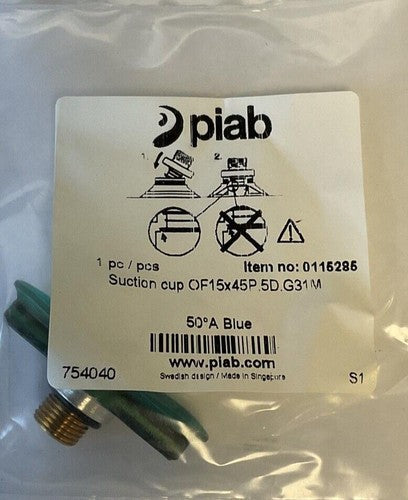 piab
1.
2.
1 pc / pcs
Item no: 0115285
Suction cup OF15x45P.5D.G31M
50°A Blue
www.piab.com
Swedish design / Made in Singapore
754040
S1